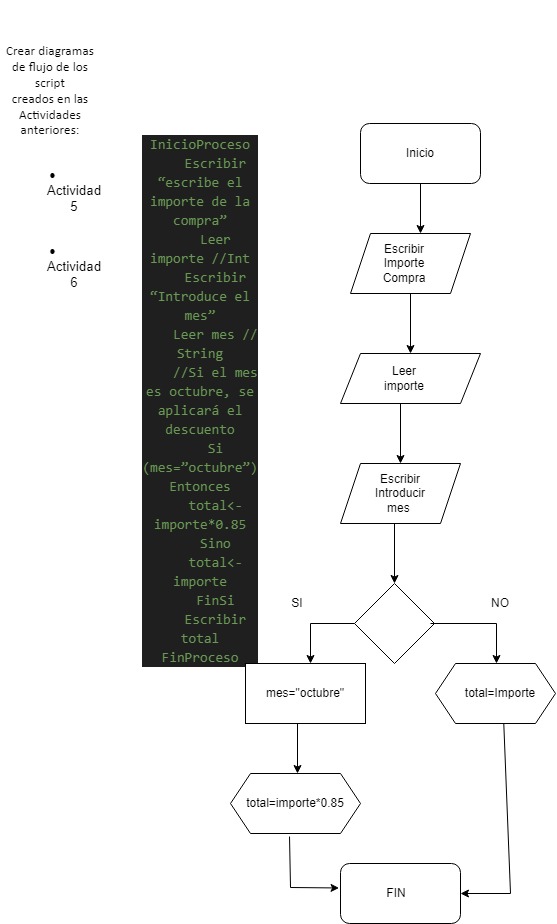 Crear diagramas
de flujo de los
script
creados en las
Actividades
anteriores:
• Actividad
5
• Actividad
6
InicioProceso
Escribir
“escribe el
importe de la
compra”
Leer
importe //Int
Escribir
“Introduce el
mes”
Leer mes //
String
//Si el mes
es octubre, se
aplicará el
descuento
Si
(mes=”octubre”)
Entonces
total<-
importe*0.85
Sino
total<-
importe
FinSi
Escribir
total
FinProceso
Inicio
Escribir
Importe
Compra
Leer
importe
Escribir
Introducir
mes
SI
NO
mes="octubre"
total=Importe
total=importe*0.85
FIN